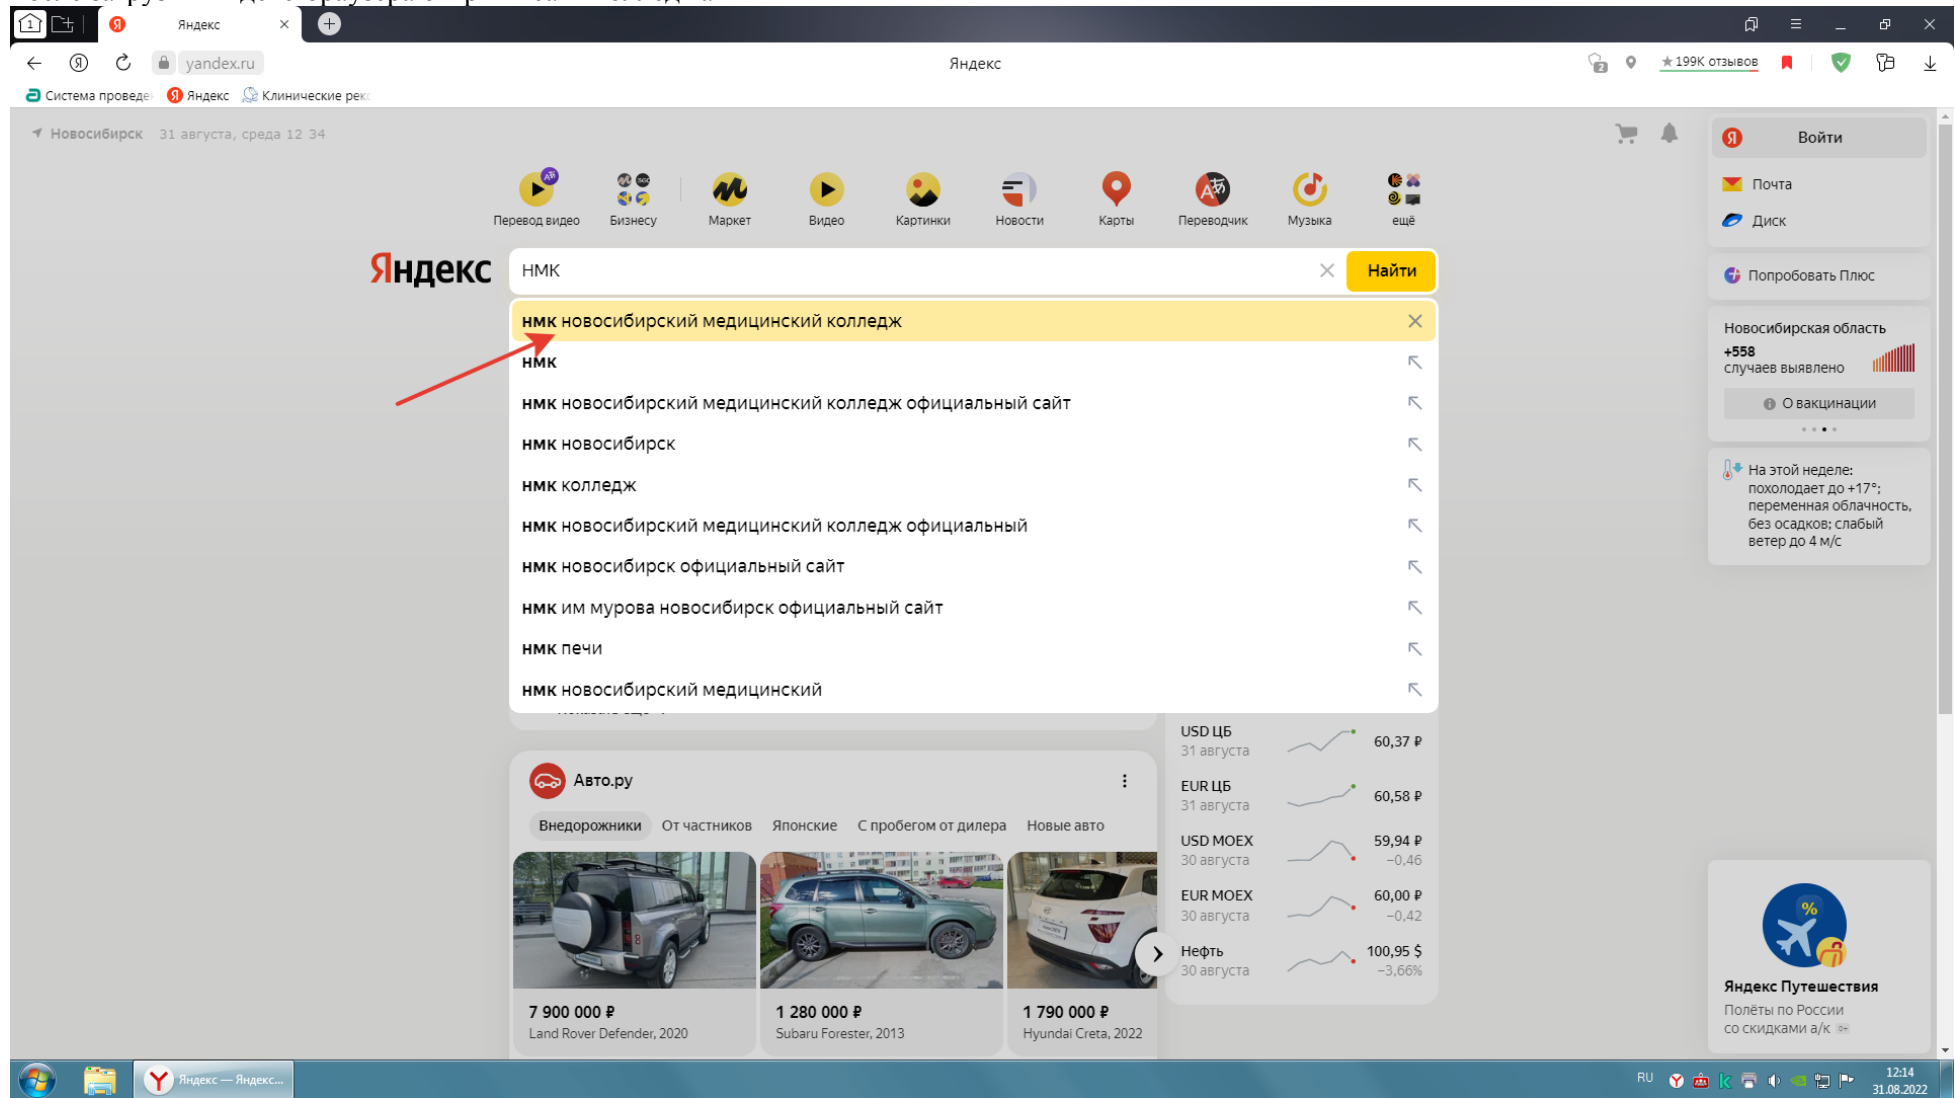 1
Яндекс
yandex.ru
Яндекс
2
★199К отзывов
Яндекс
Клинические рек
Новосибирск 31 августа, среда 12 34
Войти
Почта
Диск
Попробовать Плюс
Перевод видео
Бизнесу
Маркет
Видео
Картинки
Новости
Карты
Переводчик
Музыка
ещё
Яндекс
НМК
Найти
нмк новосибирский медицинский колледж
нмк
нмк новосибирский медицинский колледж официальный сайт
нмк новосибирск
нмк колледж
нмк новосибирский медицинский колледж официальный
нмк новосибирск официальный сайт
нмк им мурова новосибирск официальный сайт
нмк печи
нмк новосибирский медицинский
Новосибирская область
+558
случаев выявлено
О вакцинации
На этой неделе:
похолодает до +17°;
переменная облачность,
без осадков; слабый
ветер до 4 м/с
USD ЦБ
31 августа
60,37 ₽
EUR ЦБ
31 августа
60,58 ₽
USD MOEX
30 августа
59,94 ₽
−0,46
EUR MOEX
30 августа
60,00 ₽
−0,42
Нефть
30 августа
100,95 $
−3,66%
Авто.ру
Внедорожники
От частников
Японские
С пробегом от дилера
Новые авто
7 900 000 ₽
Land Rover Defender, 2020
1 280 000 ₽
Subaru Forester, 2013
1 790 000 ₽
Hyundai Creta, 2022
%
Яндекс Путешествия
Полёты по России
со скидками а/к
Яндекс — Яндекс...
RU
12:14
31.08.2022